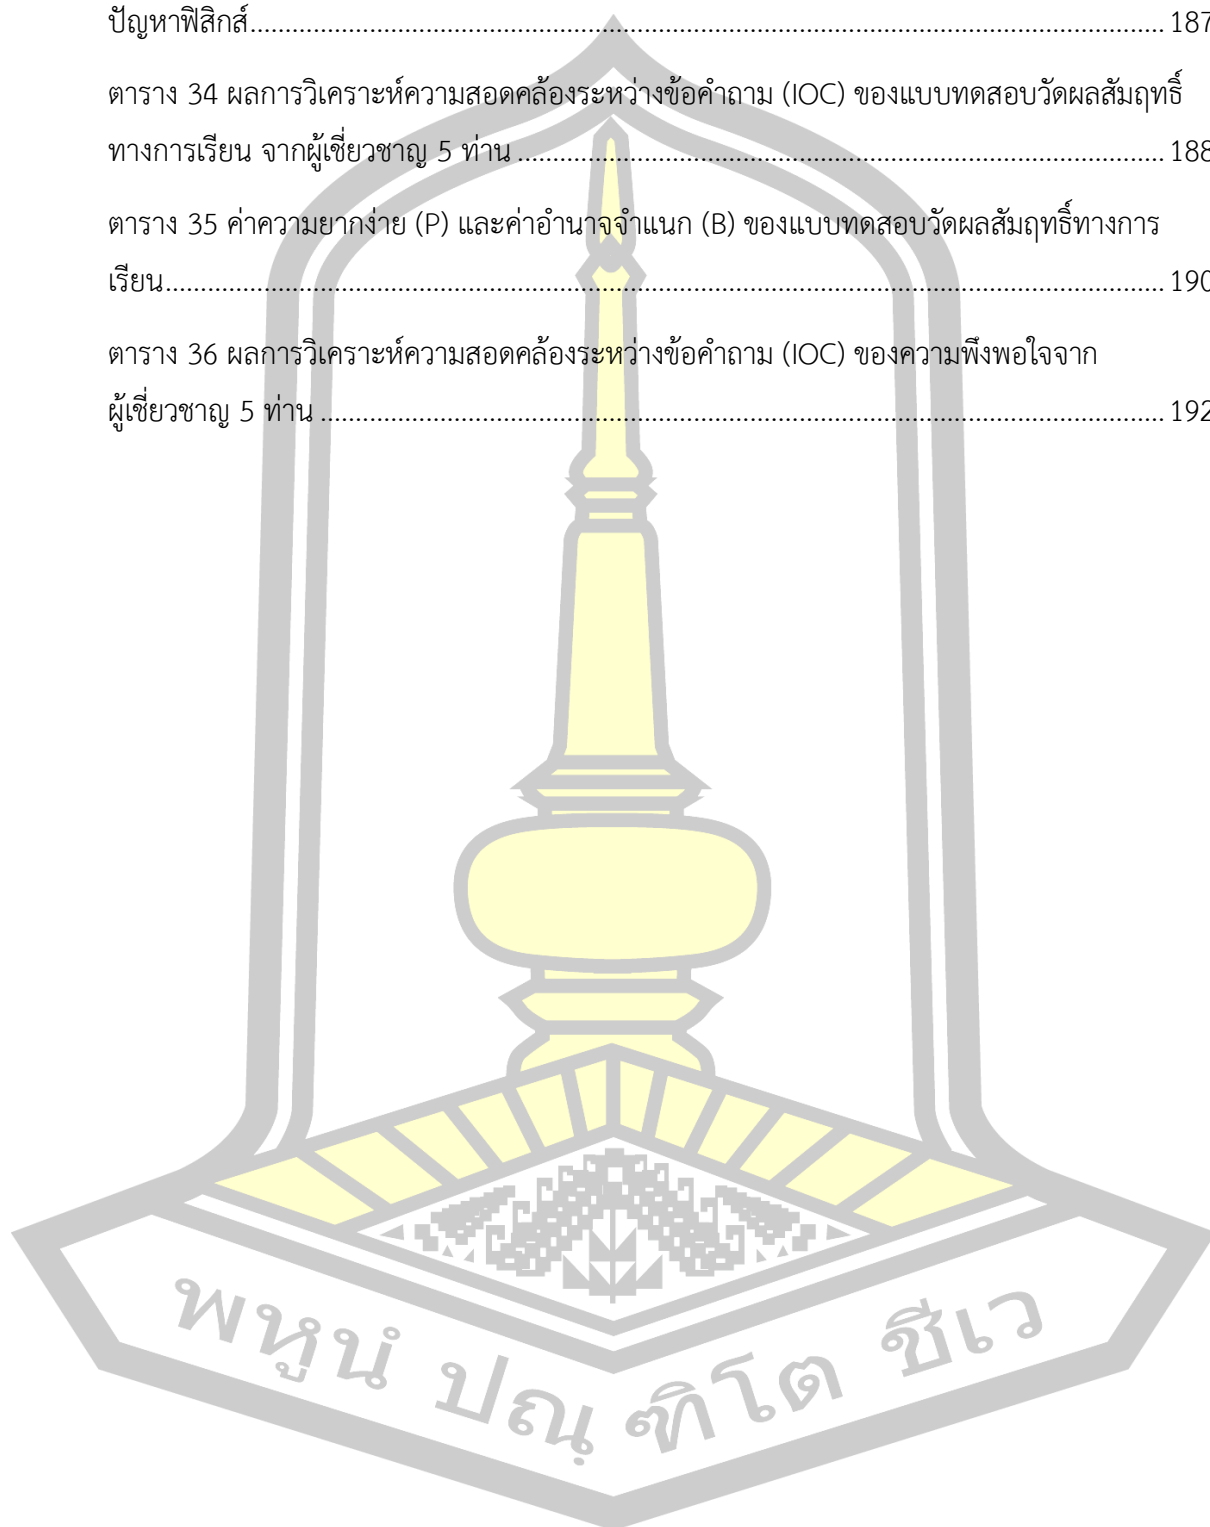 ปัญหาฟิสิกส์.......................................................................................................................................... 187
ตาราง 34 ผลการวิเคราะห์ความสอดคล้องระหว่างข้อคำถาม (IOC) ของแบบทดสอบวัดผลสัมฤทธิ์
ทางการเรียน จากผู้เชี่ยวชาญ 5 ท่าน ............................................................................................... 188
ตาราง 35 ค่าความยากง่าย (P) และค่าอำนาจจำแนก (B) ของแบบทดสอบวัดผลสัมฤทธิ์ทางการ
เรียน.................................................................................................................................................. 190
ตาราง 36 ผลการวิเคราะห์ความสอดคล้องระหว่างข้อคำถาม (IOC) ของความพึงพอใจจาก
ผู้เชี่ยวชาญ 5 ท่าน ............................................................................................................................ 192
พหูนํ ปณฺฑิโต ชีเว